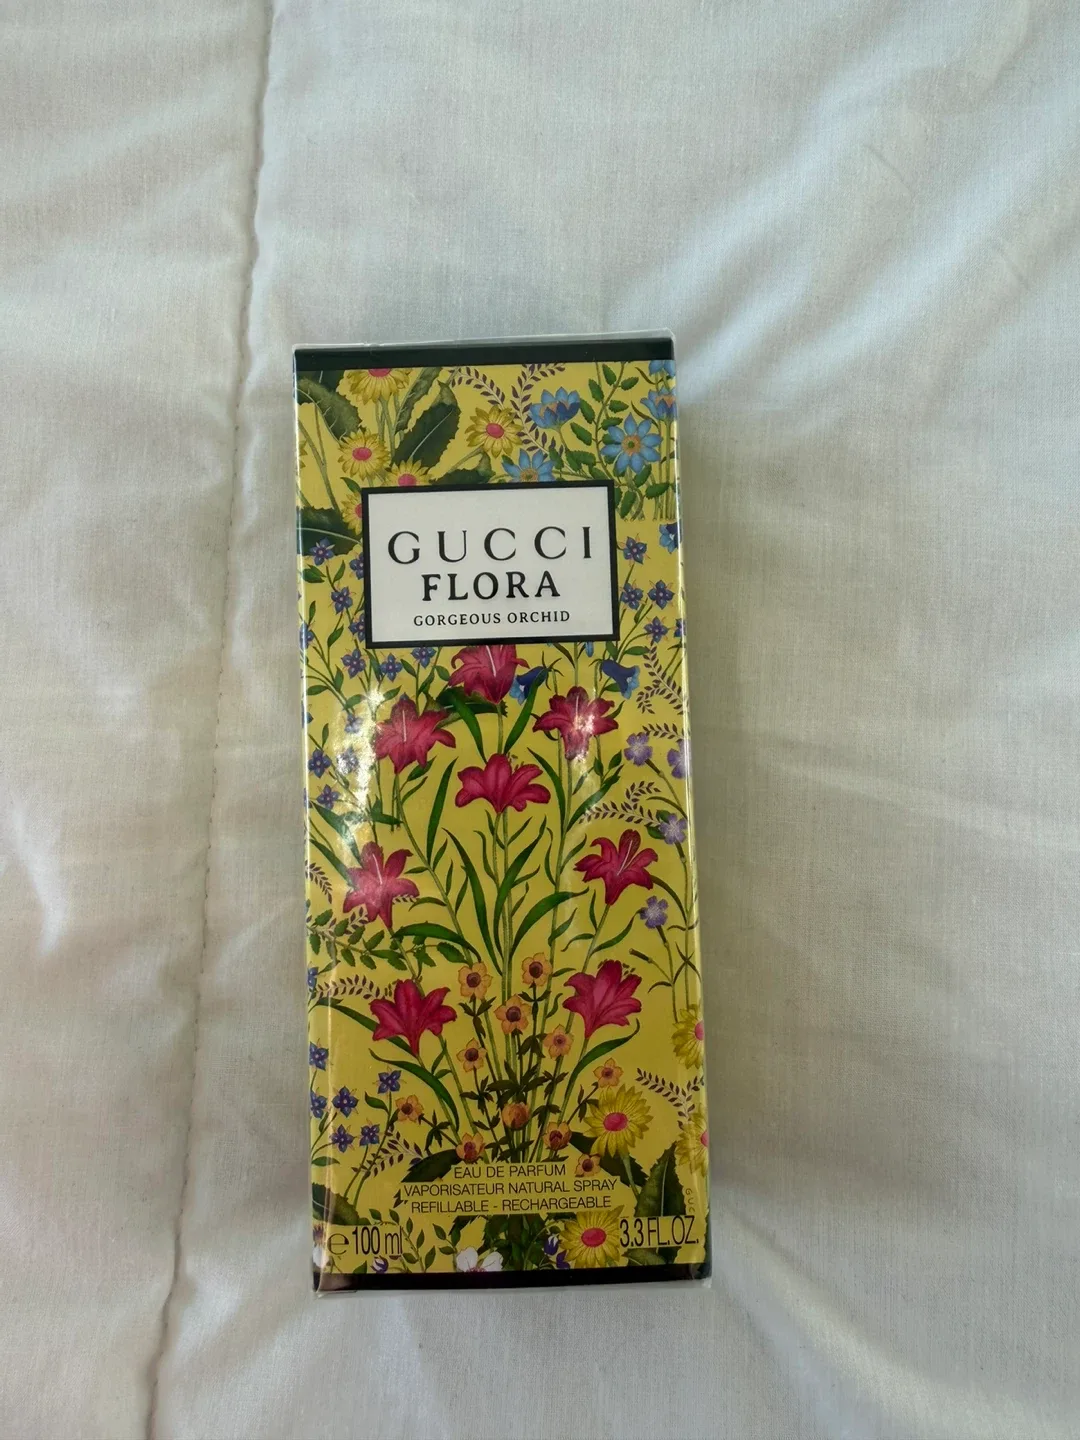 GUCCI
FLORA
GORGEOUS ORCHID
EAU DE PARFUM
VAPORISATEUR NATURAL SPRAY
REFILLABLE - RECHARGEABLE
℮ 100 ml 3.3 FL.OZ.